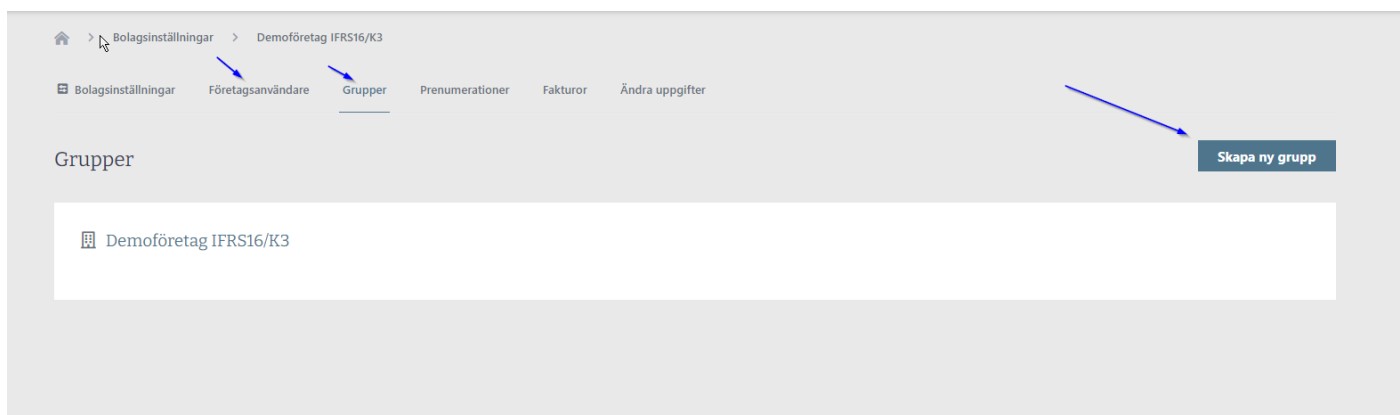 Bolagsinställningar > Demoföretag IFRS16/K3
Bolagsinställningar Företagsanvändare Grupper Prenumerationer Fakturor Ändra uppgifter
Grupper
Skapa ny grupp
Demoföretag IFRS16/K3